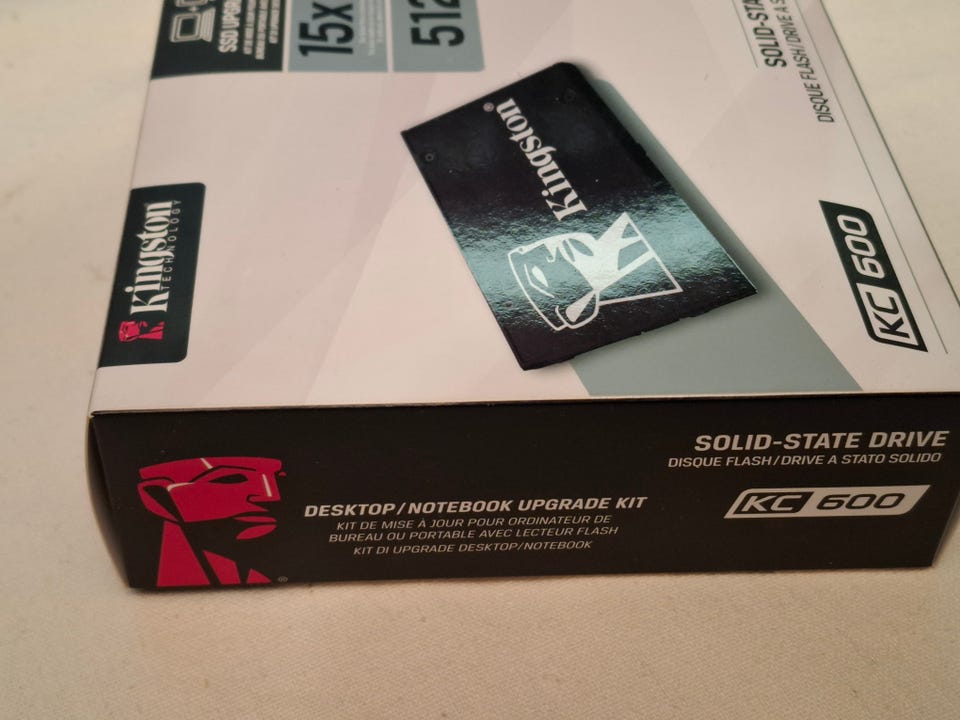 SSD UPGR
15x
512
SOLID-STA
DISQUE FLASH/DRIVE A S
Kingston®
Kingston
TECHNOLOGY
KC 600
SOLID-STATE DRIVE
DISQUE FLASH/DRIVE A STATO SOLIDO
KC 600
DESKTOP/NOTEBOOK UPGRADE KIT
KIT DE MISE À JOUR POUR ORDINATEUR DE
BUREAU OU PORTABLE AVEC LECTEUR FLASH
KIT DI UPGRADE DESKTOP/NOTEBOOK
®